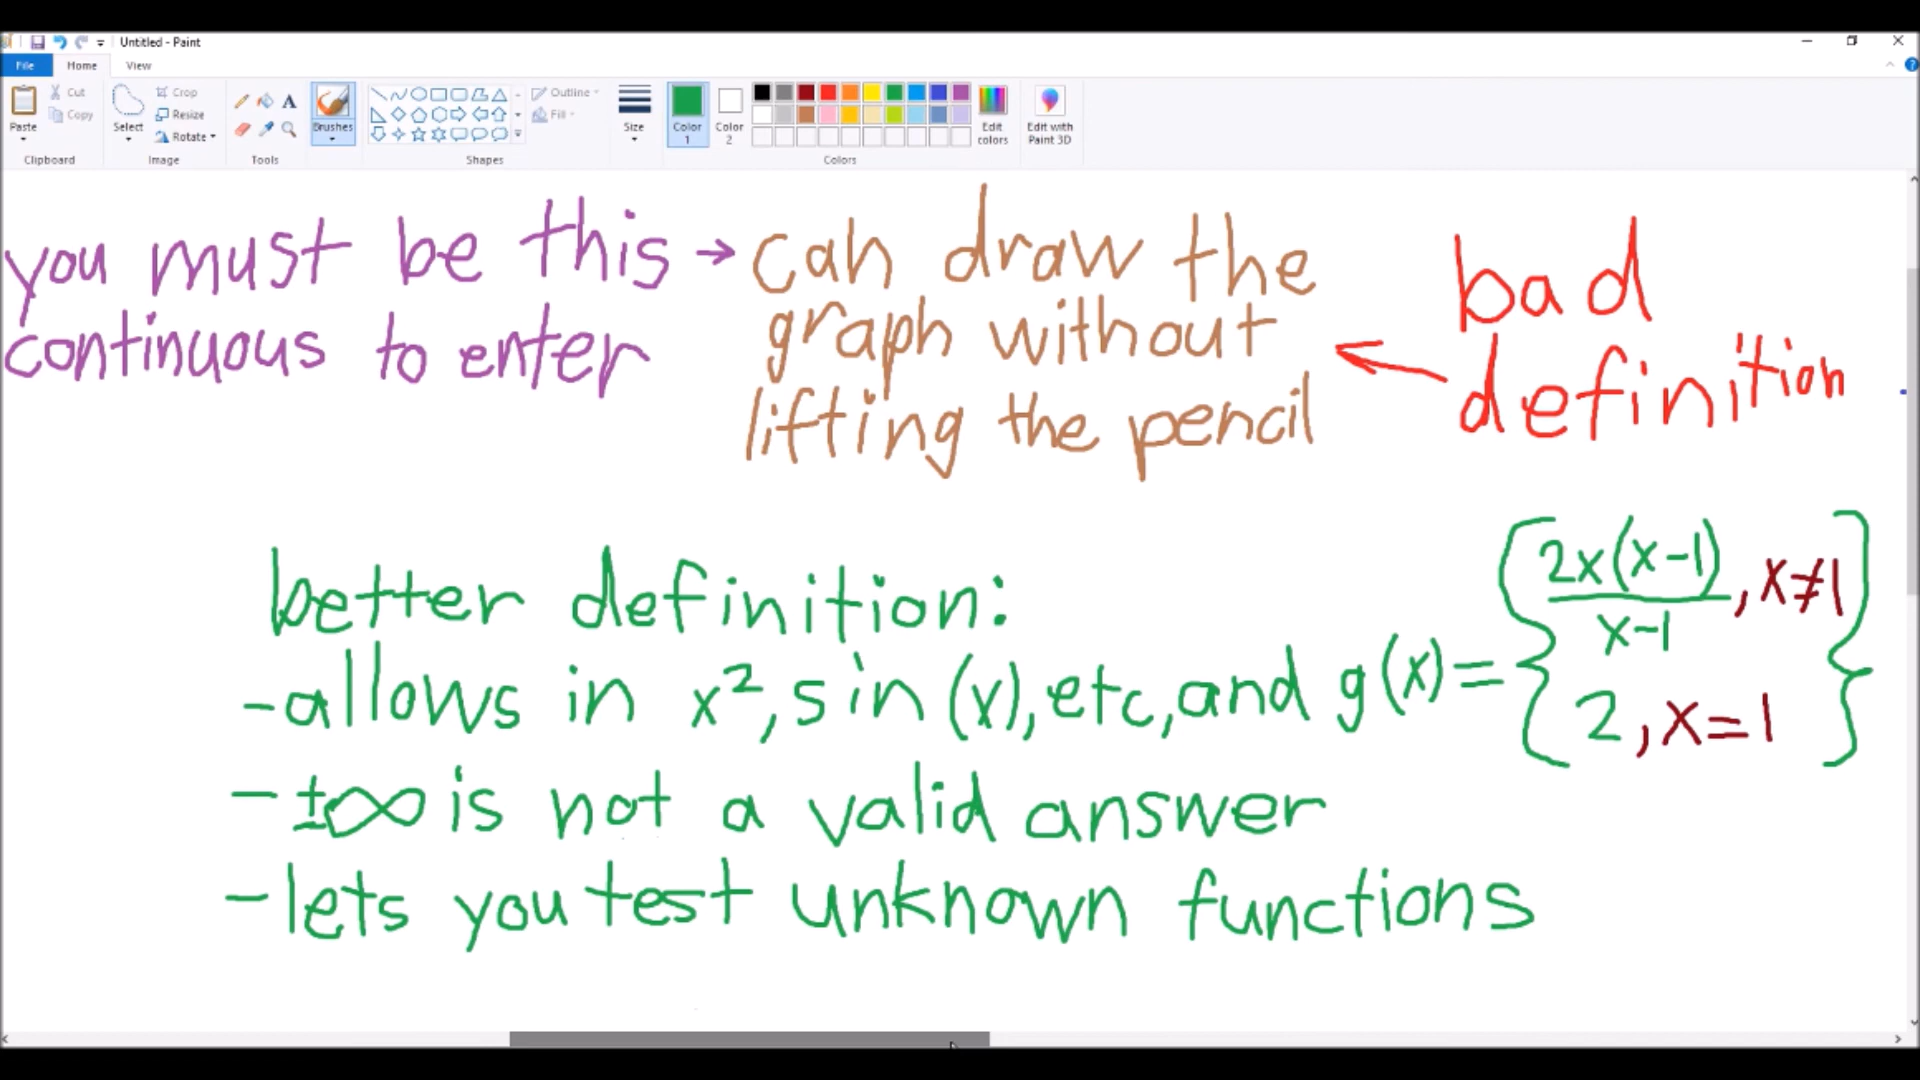 Untitled - Paint
File Home View
Cut
Copy
Paste
Clipboard
Select
Crop
Resize
Rotate
Image
Tools
Brushes
Shapes
Outline
Fill
Size
Color 1
Color 2
Colors
Edit colors
Edit with Paint 3D
you must be this →
continuous to enter
can draw the
graph without
lifting the pencil
bad
definition
better definition:
-allows in x², sin(x), etc, and g(x) = { 2x(x-1)/x-1, x≠1
2, x=1 }
- ±∞ is not a valid answer
- lets you test unknown functions